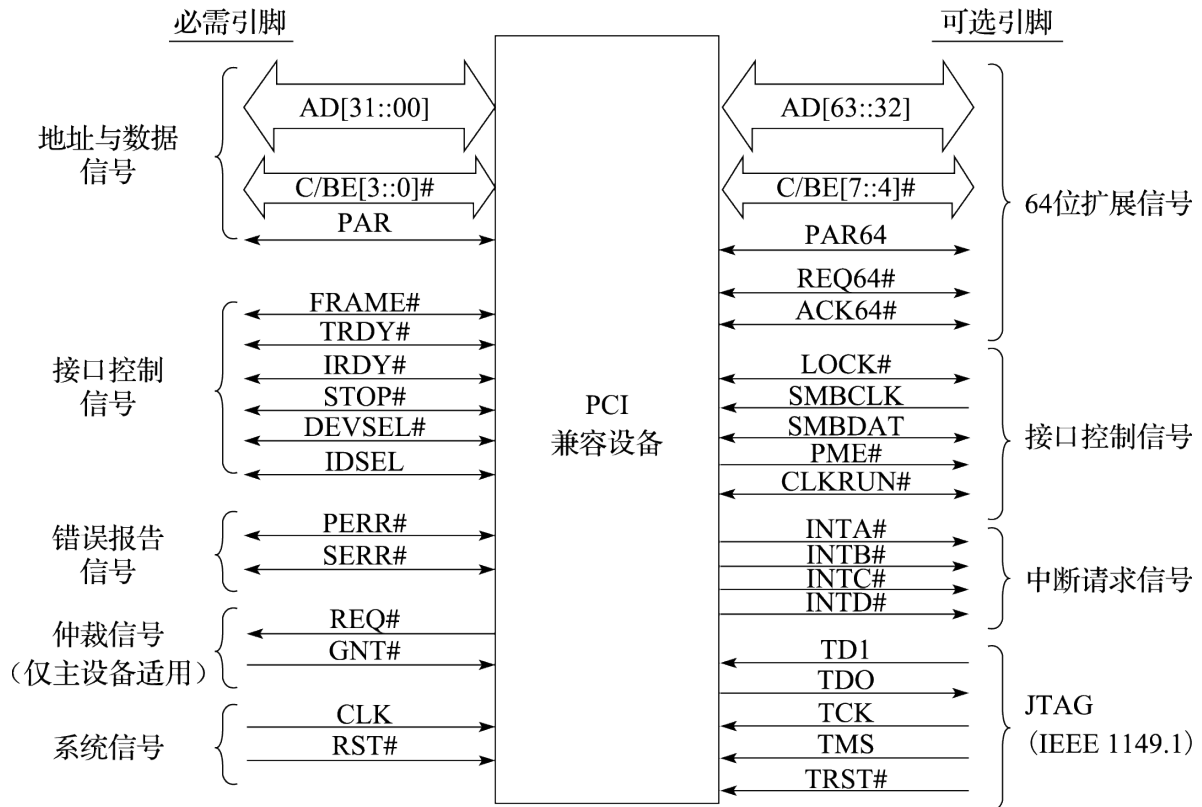 必需引脚
可选引脚
地址与数据
信号
AD[31::00]
C/BE[3::0]#
PAR
接口控制
信号
FRAME#
TRDY#
IRDY#
STOP#
DEVSEL#
IDSEL
错误报告
信号
PERR#
SERR#
仲裁信号
（仅主设备适用）
REQ#
GNT#
系统信号
CLK
RST#
PCI
兼容设备
AD[63::32]
C/BE[7::4]#
PAR64
REQ64#
ACK64#
64位扩展信号
LOCK#
SMBCLK
SMBDAT
PME#
CLKRUN#
接口控制信号
INTA#
INTB#
INTC#
INTD#
中断请求信号
TD1
TDO
TCK
TMS
TRST#
JTAG
（IEEE 1149.1）